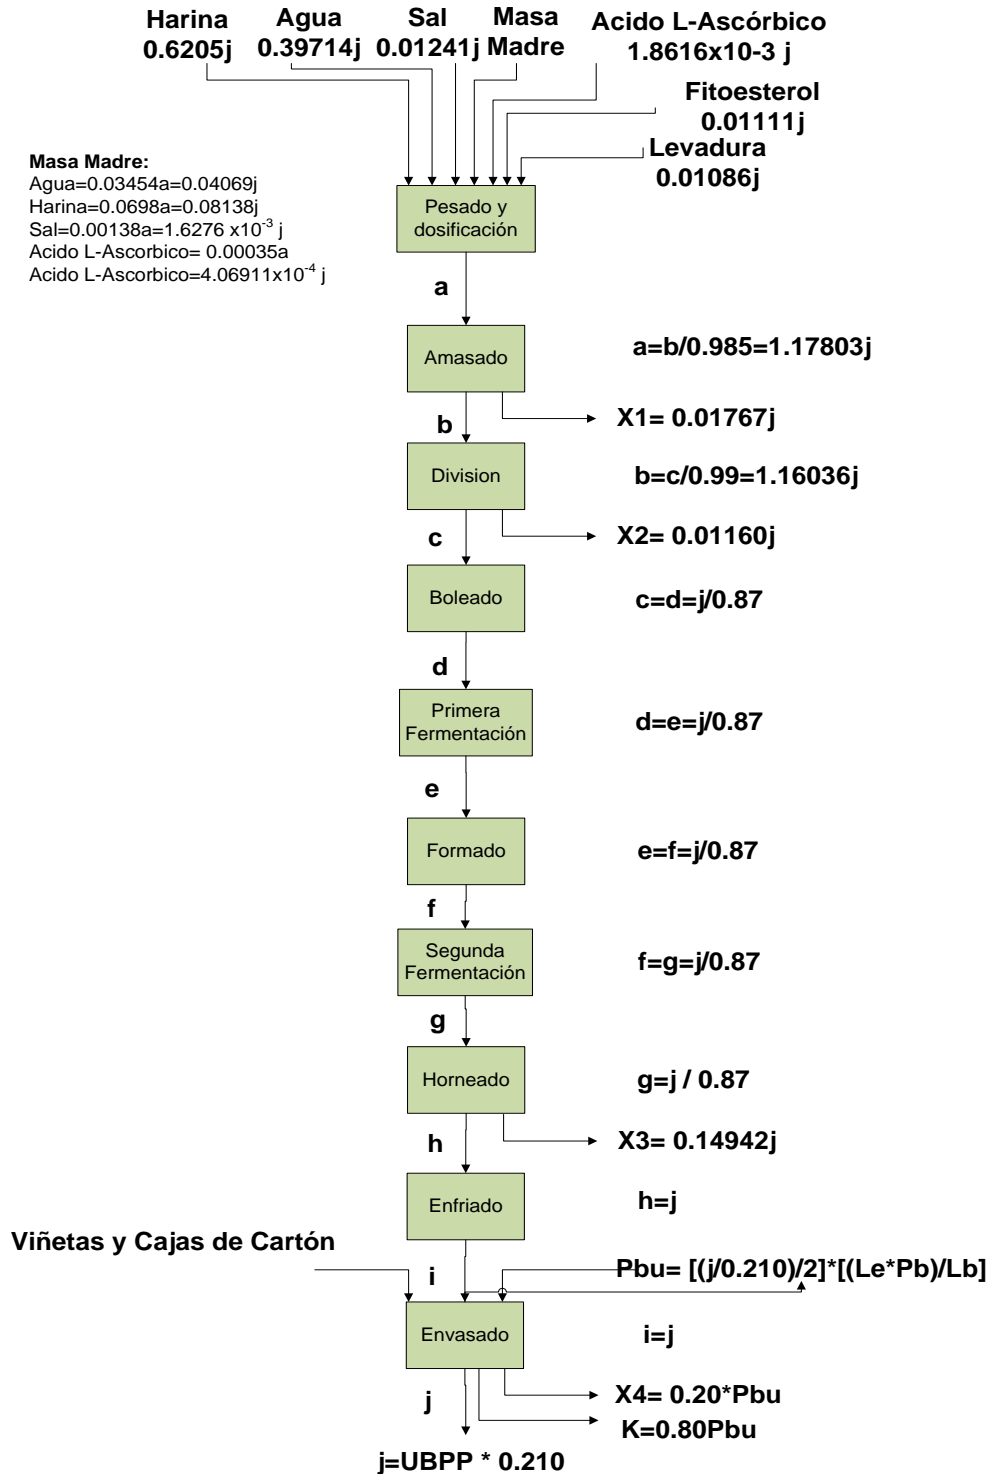 Harina
0.6205j
Agua
0.39714j
Sal
0.01241j
Masa
Madre
Acido L-Ascórbico
1.8616x10-3 j
Fitoesterol
0.01111j
Levadura
0.01086j
Masa Madre:
Agua=0.03454a=0.04069j
Harina=0.0698a=0.08138j
Sal=0.00138a=1.6276 x10-3 j
Acido L-Ascorbico= 0.00035a
Acido L-Ascorbico=4.06911x10-4 j
Pesado y
dosificación
a
Amasado
a=b/0.985=1.17803j
X1= 0.01767j
b
Division
b=c/0.99=1.16036j
X2= 0.01160j
c
Boleado
c=d=j/0.87
d
Primera
Fermentación
d=e=j/0.87
e
Formado
e=f=j/0.87
f
Segunda
Fermentación
f=g=j/0.87
g
Horneado
g=j / 0.87
X3= 0.14942j
h
Enfriado
h=j
Viñetas y Cajas de Cartón
i
Pbu= [(j/0.210)/2]*[(Le*Pb)/Lb]
Envasado
i=j
X4= 0.20*Pbu
j
K=0.80Pbu
j=UBPP * 0.210